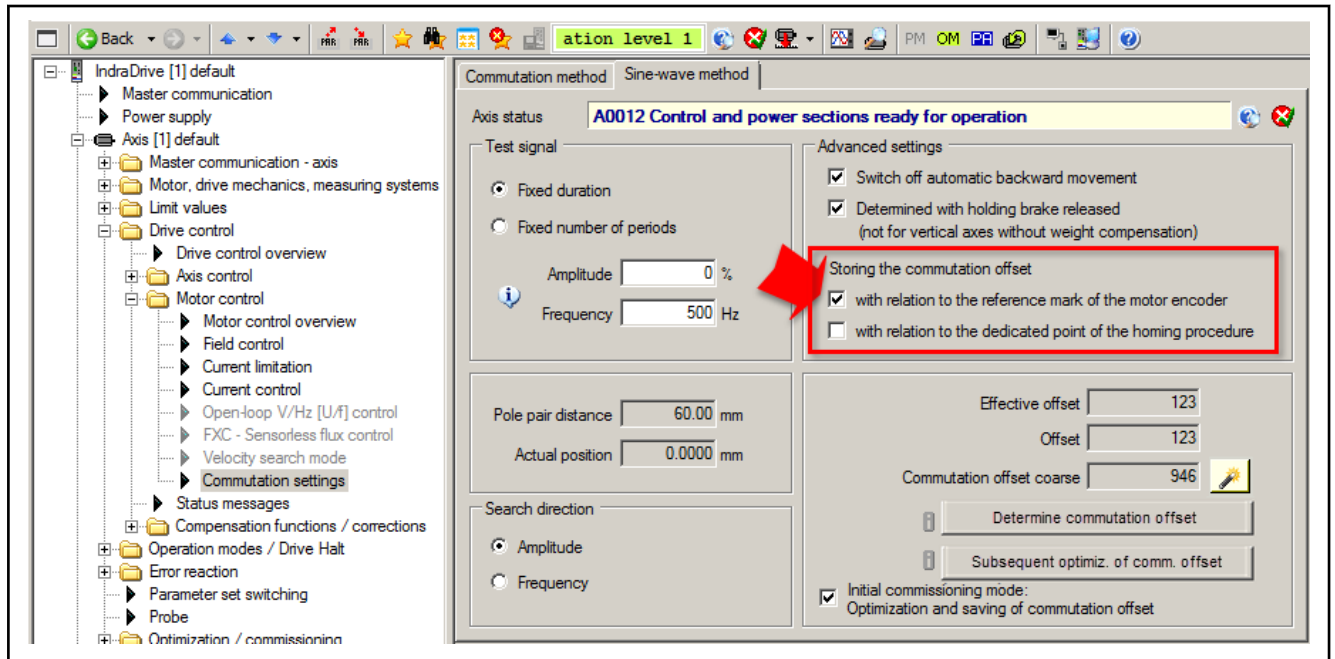 Back PAR PAR ation level 1 PM OM PA
IndraDrive [1] default
Master communication
Power supply
Axis [1] default
Master communication - axis
Motor, drive mechanics, measuring systems
Limit values
Drive control
Drive control overview
Axis control
Motor control
Motor control overview
Field control
Current limitation
Current control
Open-loop V/Hz [U/f] control
FXC - Sensorless flux control
Velocity search mode
Commutation settings
Status messages
Compensation functions / corrections
Operation modes / Drive Halt
Error reaction
Parameter set switching
Probe
Optimization / commissioning
Commutation method Sine-wave method
Axis status A0012 Control and power sections ready for operation
Test signal
Fixed duration
Fixed number of periods
Amplitude 0 %
Frequency 500 Hz
Advanced settings
Switch off automatic backward movement
Determined with holding brake released
(not for vertical axes without weight compensation)
Storing the commutation offset
with relation to the reference mark of the motor encoder
with relation to the dedicated point of the homing procedure
Pole pair distance 60.00 mm
Actual position 0.0000 mm
Search direction
Amplitude
Frequency
Effective offset 123
Offset 123
Commutation offset coarse 946
Determine commutation offset
Subsequent optimiz. of comm. offset
Initial commissioning mode:
Optimization and saving of commutation offset